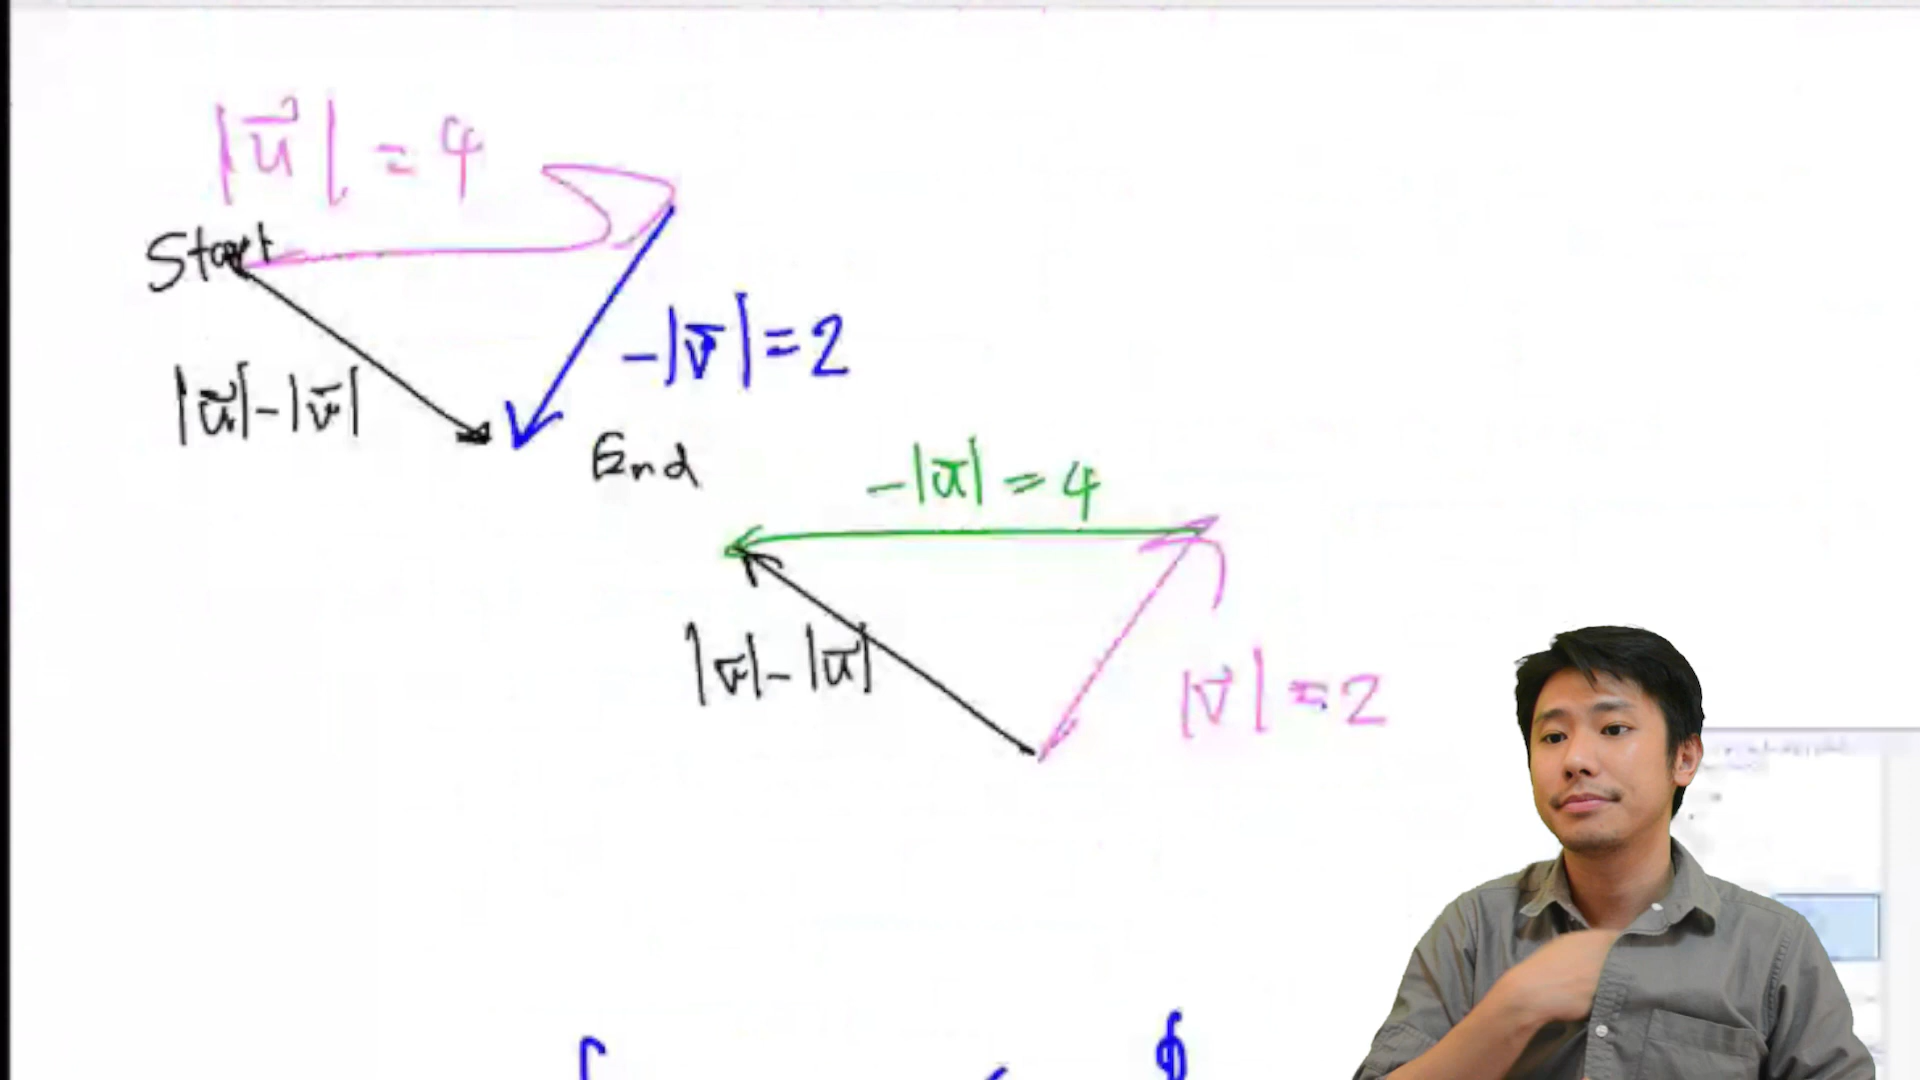 |u⃗| = 4
Start
-|v⃗| = 2
|u⃗|-|v⃗|
End
-|u⃗| = 4
|v⃗|-|u⃗|
|v⃗| = 2